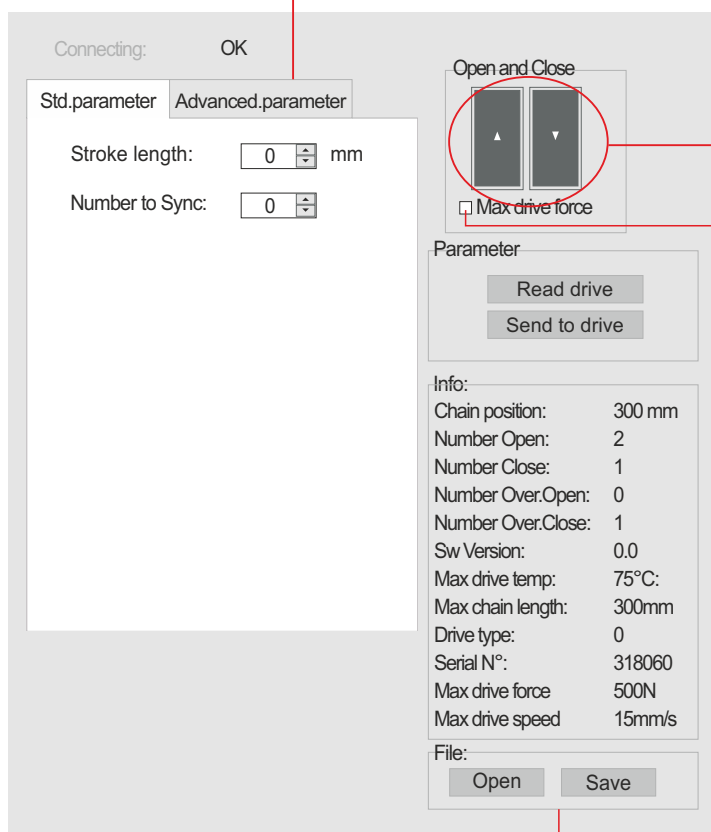 Connecting: OK
Std.parameter Advanced.parameter
Stroke length: 0 mm
Number to Sync: 0
Open and Close
Max drive force
Parameter
Read drive
Send to drive
Info:
Chain position: 300 mm
Number Open: 2
Number Close: 1
Number Over.Open: 0
Number Over.Close: 1
Sw Version: 0.0
Max drive temp: 75°C:
Max chain length: 300mm
Drive type: 0
Serial N°: 318060
Max drive force 500N
Max drive speed 15mm/s
File:
Open Save